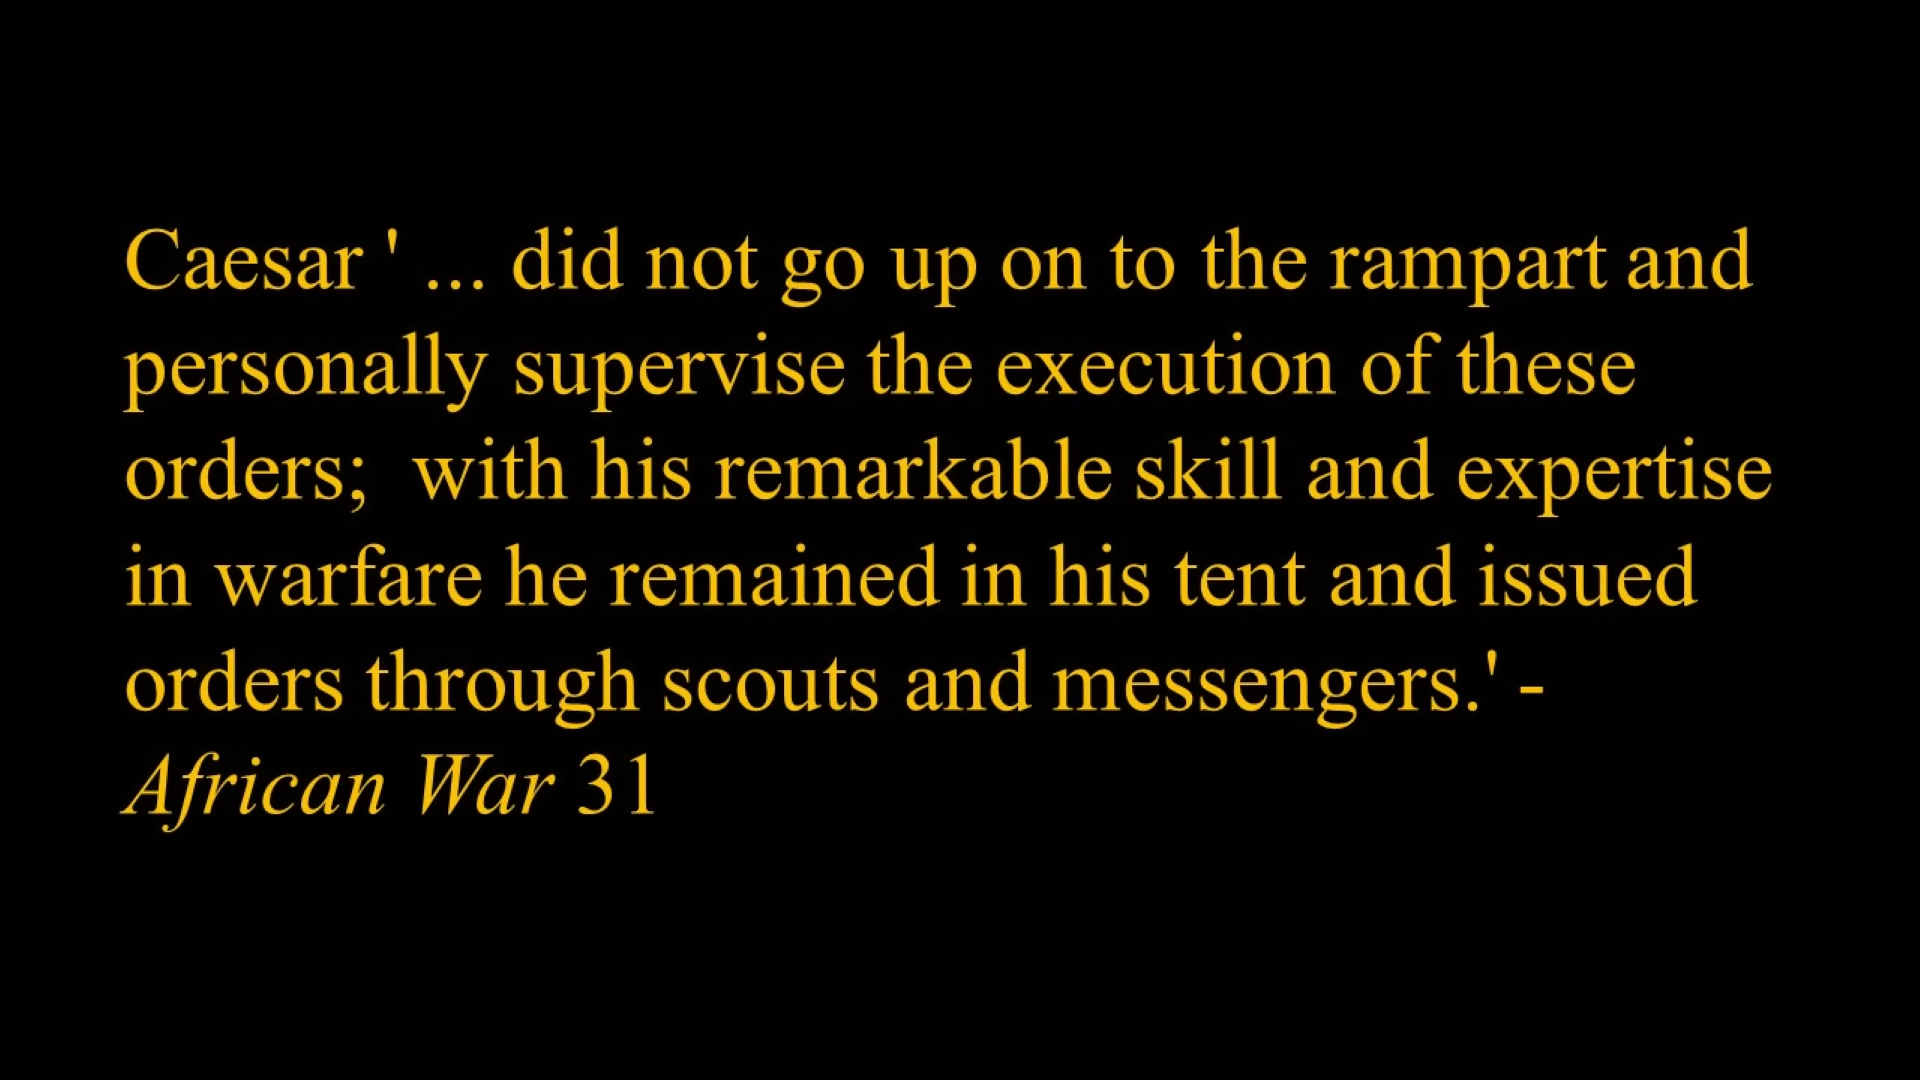 Caesar ' ... did not go up on to the rampart and
personally supervise the execution of these
orders;  with his remarkable skill and expertise
in warfare he remained in his tent and issued
orders through scouts and messengers.' -
African War 31